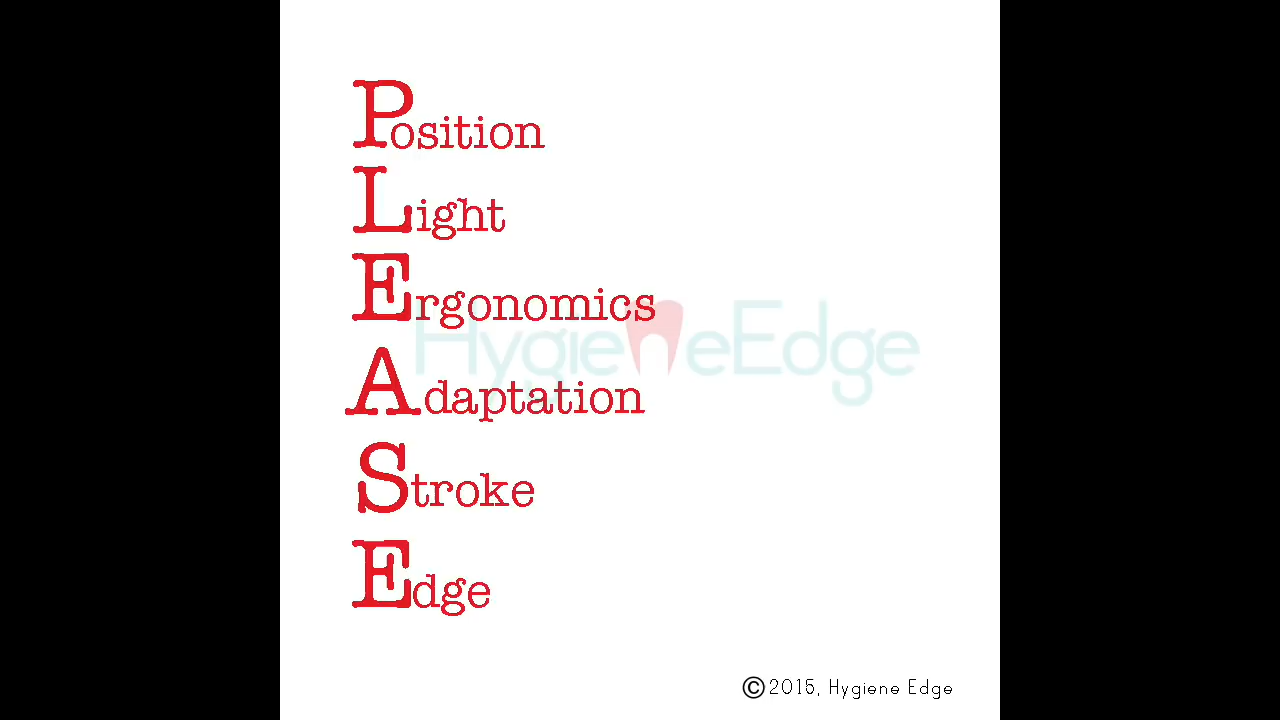 Position
Light
Ergonomics
HygieneEdge
Adaptation
Stroke
Edge
©2015, Hygiene Edge